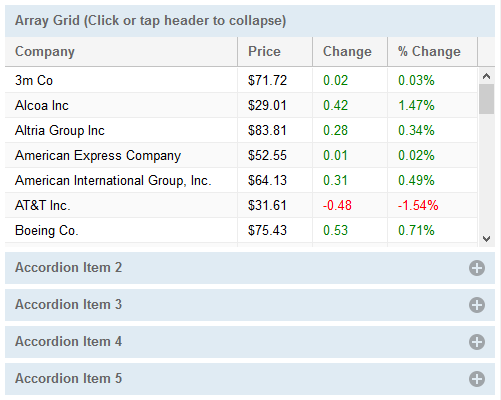 Array Grid (Click or tap header to collapse)
Company Price Change % Change
3m Co $71.72 0.02 0.03%
Alcoa Inc $29.01 0.42 1.47%
Altria Group Inc $83.81 0.28 0.34%
American Express Company $52.55 0.01 0.02%
American International Group, Inc. $64.13 0.31 0.49%
AT&T Inc. $31.61 -0.48 -1.54%
Boeing Co. $75.43 0.53 0.71%
Accordion Item 2
Accordion Item 3
Accordion Item 4
Accordion Item 5